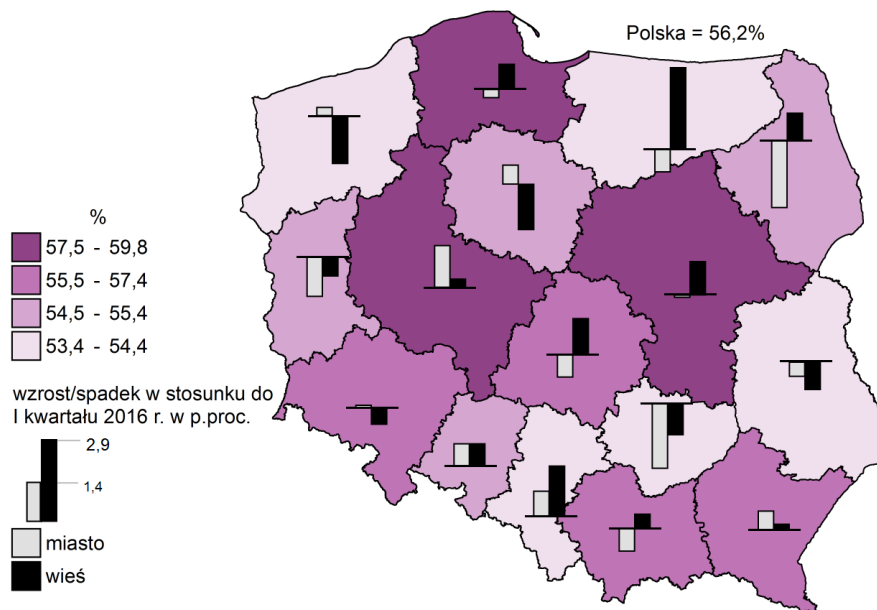 Polska = 56,2%
%
57,5 - 59,8
55,5 - 57,4
54,5 - 55,4
53,4 - 54,4
wzrost/spadek w stosunku do
I kwartału 2016 r. w p.proc.
2,9
1,4
miasto
wieś